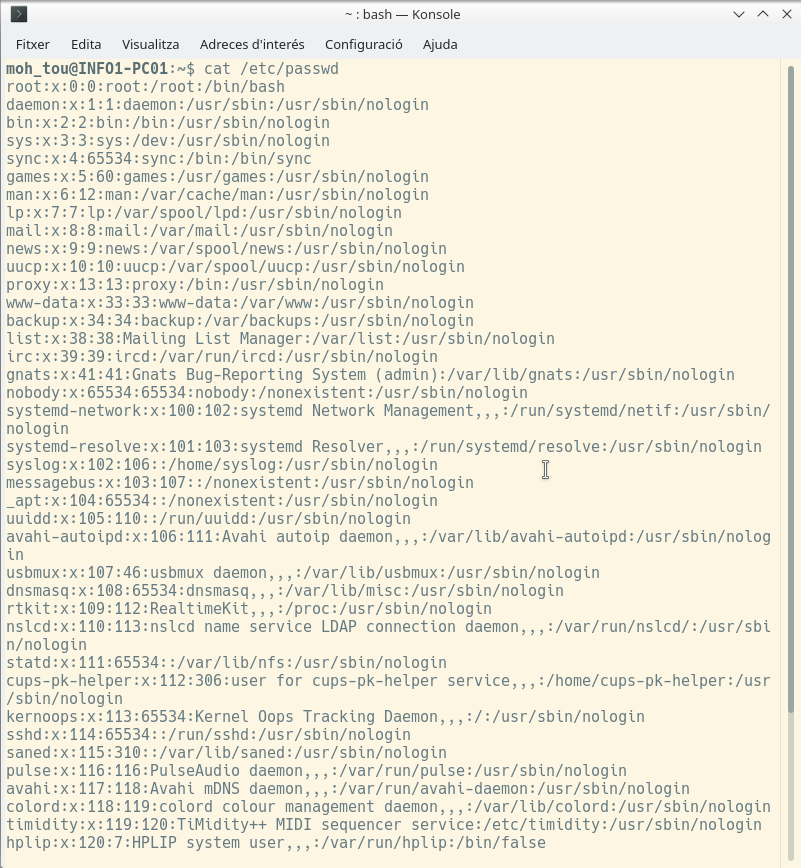 ~ : bash — Konsole
Fitxer Edita Visualitza Adreces d'interés Configuració Ajuda
moh_tou@INFO1-PC01:~$ cat /etc/passwd
root:x:0:0:root:/root:/bin/bash
daemon:x:1:1:daemon:/usr/sbin:/usr/sbin/nologin
bin:x:2:2:bin:/bin:/usr/sbin/nologin
sys:x:3:3:sys:/dev:/usr/sbin/nologin
sync:x:4:65534:sync:/bin:/bin/sync
games:x:5:60:games:/usr/games:/usr/sbin/nologin
man:x:6:12:man:/var/cache/man:/usr/sbin/nologin
lp:x:7:7:lp:/var/spool/lpd:/usr/sbin/nologin
mail:x:8:8:mail:/var/mail:/usr/sbin/nologin
news:x:9:9:news:/var/spool/news:/usr/sbin/nologin
uucp:x:10:10:uucp:/var/spool/uucp:/usr/sbin/nologin
proxy:x:13:13:proxy:/bin:/usr/sbin/nologin
www-data:x:33:33:www-data:/var/www:/usr/sbin/nologin
backup:x:34:34:backup:/var/backups:/usr/sbin/nologin
list:x:38:38:Mailing List Manager:/var/list:/usr/sbin/nologin
irc:x:39:39:ircd:/var/run/ircd:/usr/sbin/nologin
gnats:x:41:41:Gnats Bug-Reporting System (admin):/var/lib/gnats:/usr/sbin/nologin
nobody:x:65534:65534:nobody:/nonexistent:/usr/sbin/nologin
systemd-network:x:100:102:systemd Network Management,,,:/run/systemd/netif:/usr/sbin/
nologin
systemd-resolve:x:101:103:systemd Resolver,,,:/run/systemd/resolve:/usr/sbin/nologin
syslog:x:102:106::/home/syslog:/usr/sbin/nologin
messagebus:x:103:107::/nonexistent:/usr/sbin/nologin
_apt:x:104:65534::/nonexistent:/usr/sbin/nologin
uuidd:x:105:110::/run/uuidd:/usr/sbin/nologin
avahi-autoipd:x:106:111:Avahi autoip daemon,,,:/var/lib/avahi-autoipd:/usr/sbin/nolog
in
usbmux:x:107:46:usbmux daemon,,,:/var/lib/usbmux:/usr/sbin/nologin
dnsmasq:x:108:65534:dnsmasq,,,:/var/lib/misc:/usr/sbin/nologin
rtkit:x:109:112:RealtimeKit,,,:/proc:/usr/sbin/nologin
nslcd:x:110:113:nslcd name service LDAP connection daemon,,,:/var/run/nslcd/:/usr/sbi
n/nologin
statd:x:111:65534::/var/lib/nfs:/usr/sbin/nologin
cups-pk-helper:x:112:306:user for cups-pk-helper service,,,:/home/cups-pk-helper:/usr
/sbin/nologin
kernoops:x:113:65534:Kernel Oops Tracking Daemon,,,:/:/usr/sbin/nologin
sshd:x:114:65534::/run/sshd:/usr/sbin/nologin
saned:x:115:310::/var/lib/saned:/usr/sbin/nologin
pulse:x:116:116:PulseAudio daemon,,,:/var/run/pulse:/usr/sbin/nologin
avahi:x:117:118:Avahi mDNS daemon,,,:/var/run/avahi-daemon:/usr/sbin/nologin
colord:x:118:119:colord colour management daemon,,,:/var/lib/colord:/usr/sbin/nologin
timidity:x:119:120:TiMidity++ MIDI sequencer service:/etc/timidity:/usr/sbin/nologin
hplip:x:120:7:HPLIP system user,,,:/var/run/hplip:/bin/false